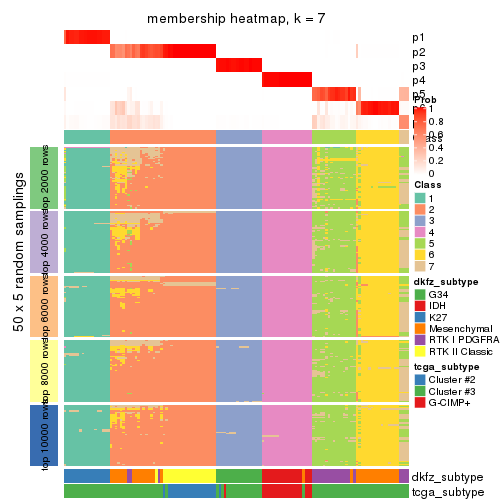 membership heatmap, k = 7
p1
p2
p3
p4
p5
Prob
1
0.8
0.6
0.4
0.2
0
Class
1
2
3
4
5
6
7
dkfz_subtype
G34
IDH
K27
Mesenchymal
RTK I PDGFRA
RTK II Classic
tcga_subtype
Cluster #2
Cluster #3
G-CIMP+
50 x 5 random samplings
top 2000 rows
top 4000 rows
top 6000 rows
top 8000 rows
top 10000 rows
dkfz_subtype
tcga_subtype